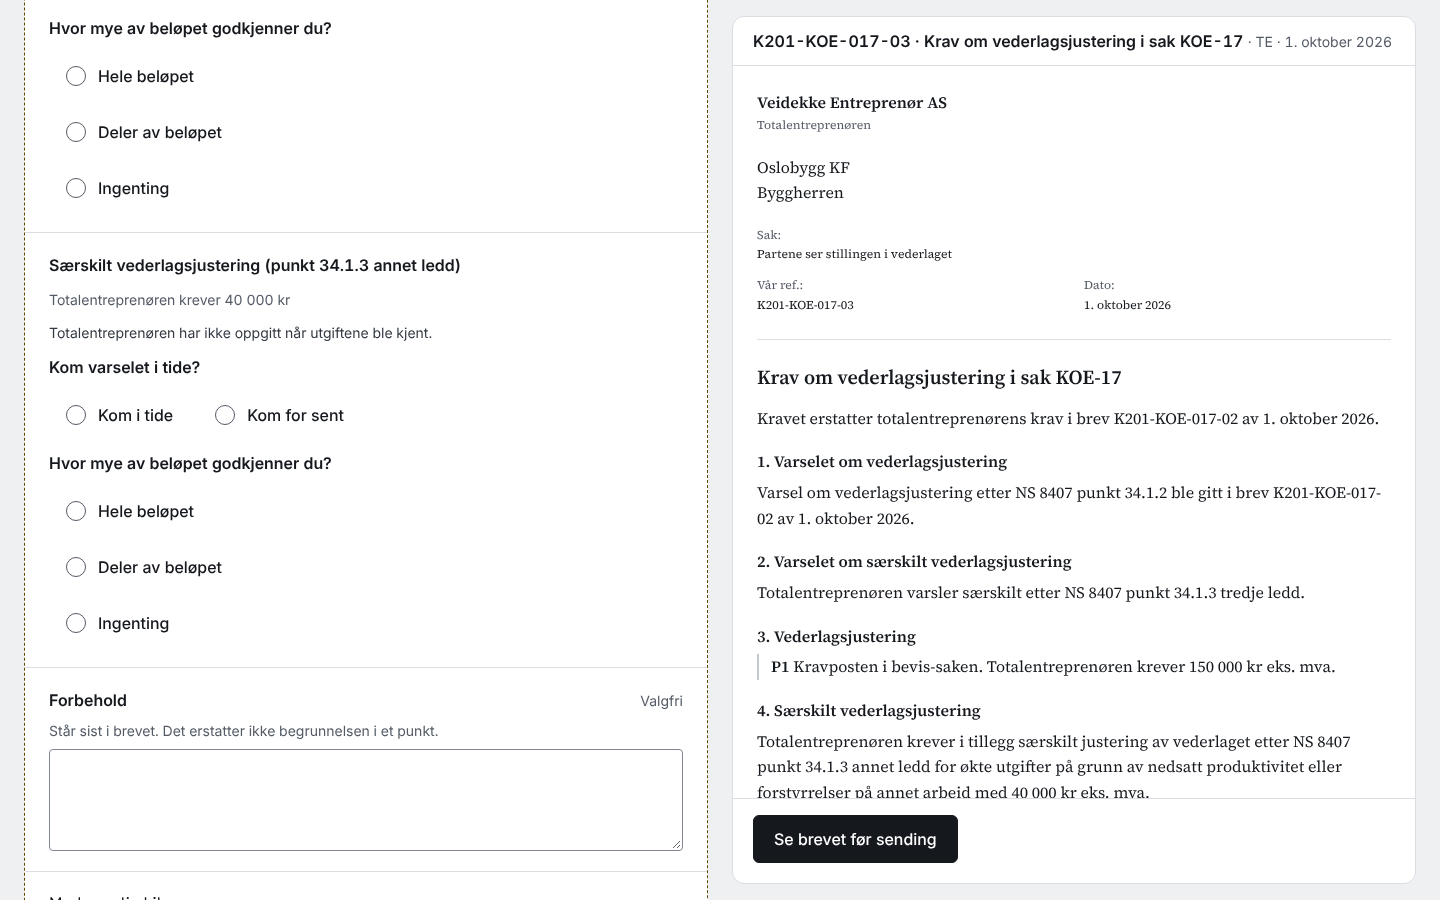 Hvor mye av beløpet godkjenner du?
Hele beløpet
Deler av beløpet
Ingenting
Særskilt vederlagsjustering (punkt 34.1.3 annet ledd)
Totalentreprenøren krever 40 000 kr
Totalentreprenøren har ikke oppgitt når utgiftene ble kjent.
Kom varselet i tide?
Kom i tide
Kom for sent
Hvor mye av beløpet godkjenner du?
Hele beløpet
Deler av beløpet
Ingenting
Forbehold
Valgfri
Står sist i brevet. Det erstatter ikke begrunnelsen i et punkt.
K201-KOE-017-03 · Krav om vederlagsjustering i sak KOE-17 · TE · 1. oktober 2026
Veidekke Entreprenør AS
Totalentreprenøren
Oslobygg KF
Byggherren
Sak:
Partene ser stillingen i vederlaget
Vår ref.:
K201-KOE-017-03
Dato:
1. oktober 2026
Krav om vederlagsjustering i sak KOE-17
Kravet erstatter totalentreprenørens krav i brev K201-KOE-017-02 av 1. oktober 2026.
1. Varselet om vederlagsjustering
Varsel om vederlagsjustering etter NS 8407 punkt 34.1.2 ble gitt i brev K201-KOE-017-
02 av 1. oktober 2026.
2. Varselet om særskilt vederlagsjustering
Totalentreprenøren varsler særskilt etter NS 8407 punkt 34.1.3 tredje ledd.
3. Vederlagsjustering
P1 Kravposten i bevis-saken. Totalentreprenøren krever 150 000 kr eks. mva.
4. Særskilt vederlagsjustering
Totalentreprenøren krever i tillegg særskilt justering av vederlaget etter NS 8407
punkt 34.1.3 annet ledd for økte utgifter på grunn av nedsatt produktivitet eller
forstyrrelser på annet arbeid med 40 000 kr eks. mva.
Se brevet før sending